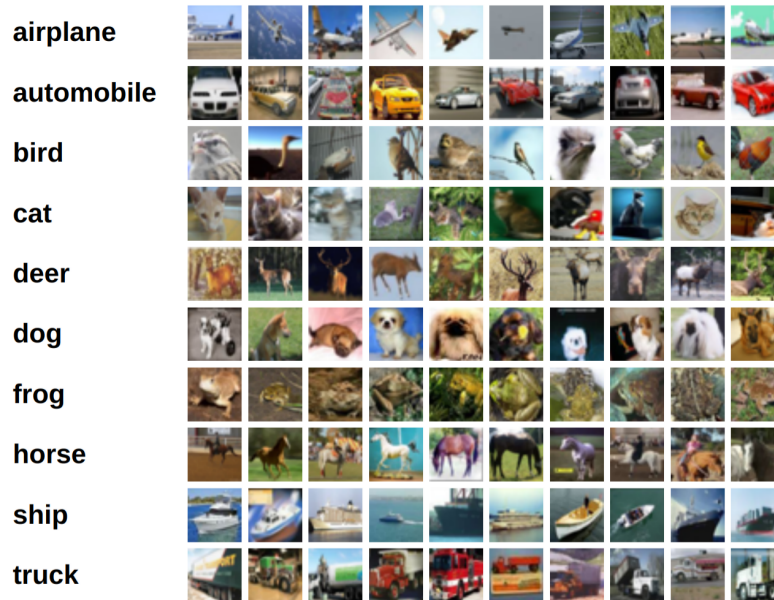 airplane
automobile
bird
cat
deer
dog
frog
horse
ship
truck